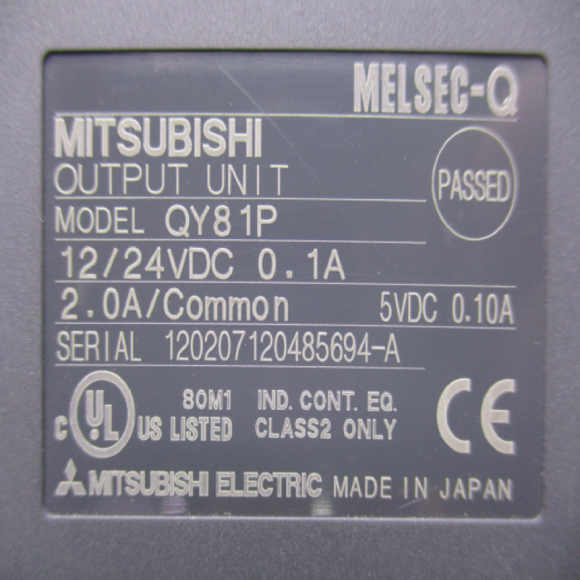 MELSEC-Q
MITSUBISHI
OUTPUT UNIT
PASSED
MODEL QY81P
12/24VDC 0.1A
2.0A/Common 5VDC 0.10A
SERIAL 120207120485694-A
C UL US LISTED
80M1 IND. CONT. EQ.
CLASS2 ONLY
CE
MITSUBISHI ELECTRIC MADE IN JAPAN